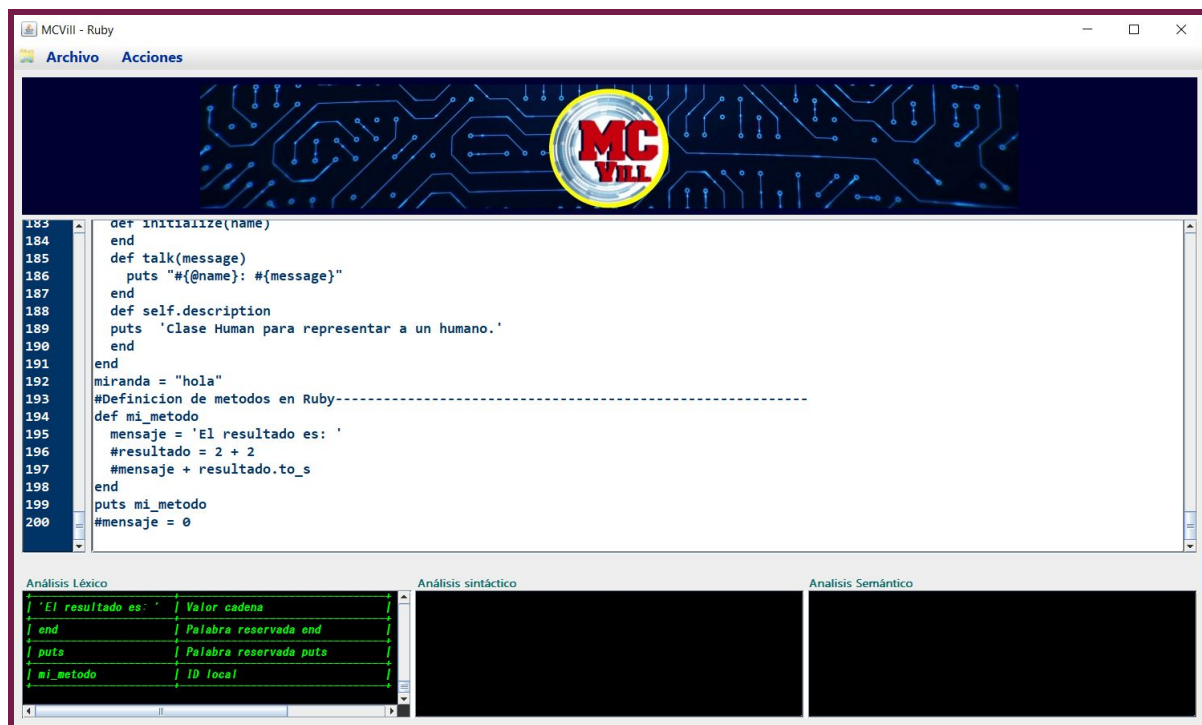 MCVill - Ruby
Archivo Acciones
MC
VILL
183 def initialize(name)
184 end
185 def talk(message)
186 puts "#{@name}: #{message}"
187 end
188 def self.description
189 puts  'Clase Human para representar a un humano.'
190 end
191 end
192 miranda = "hola"
193 #Definicion de metodos en Ruby-----------------------------------------------------------
194 def mi_metodo
195 mensaje = 'El resultado es: '
196 #resultado = 2 + 2
197 #mensaje + resultado.to_s
198 end
199 puts mi_metodo
200 #mensaje = 0
Análisis Léxico
| 'El resultado es: ' | Valor cadena |
| end | Palabra reservada end |
| puts | Palabra reservada puts |
| mi_metodo | ID local |
Análisis sintáctico
Analisis Semántico